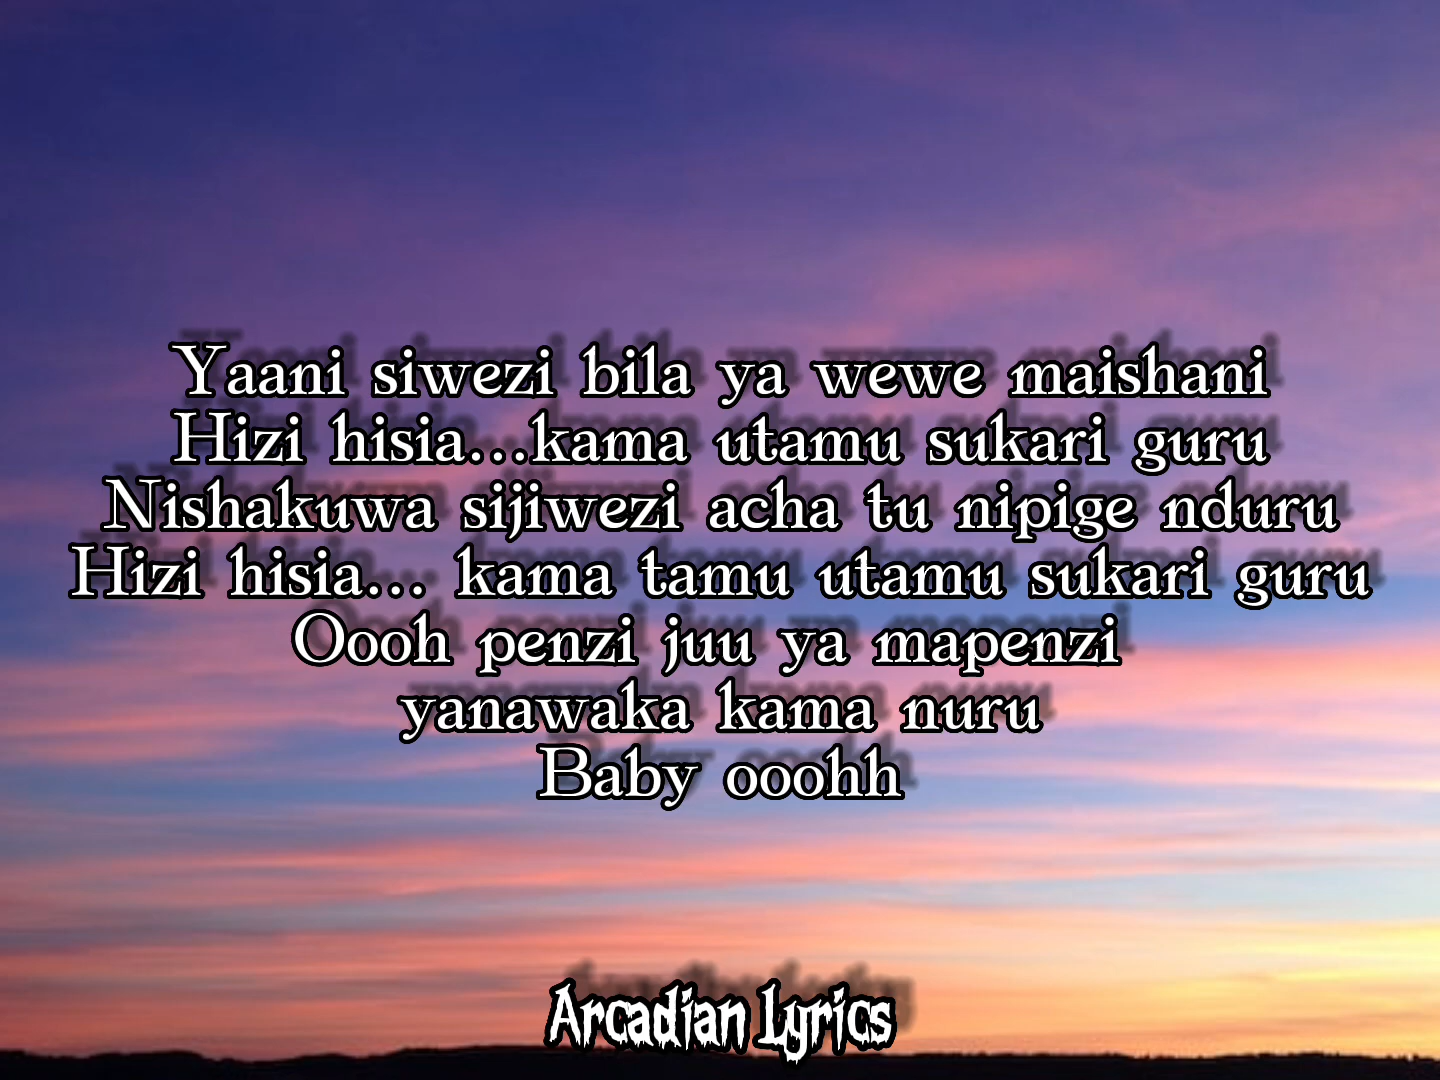 Yaani siwezi bila ya wewe maishani
Hizi hisia...kama utamu sukari guru
Nishakuwa sijiwezi acha tu nipige nduru
Hizi hisia... kama tamu utamu sukari guru
Oooh penzi juu ya mapenzi
yanawaka kama nuru
Baby ooohh
Arcadian Lyrics